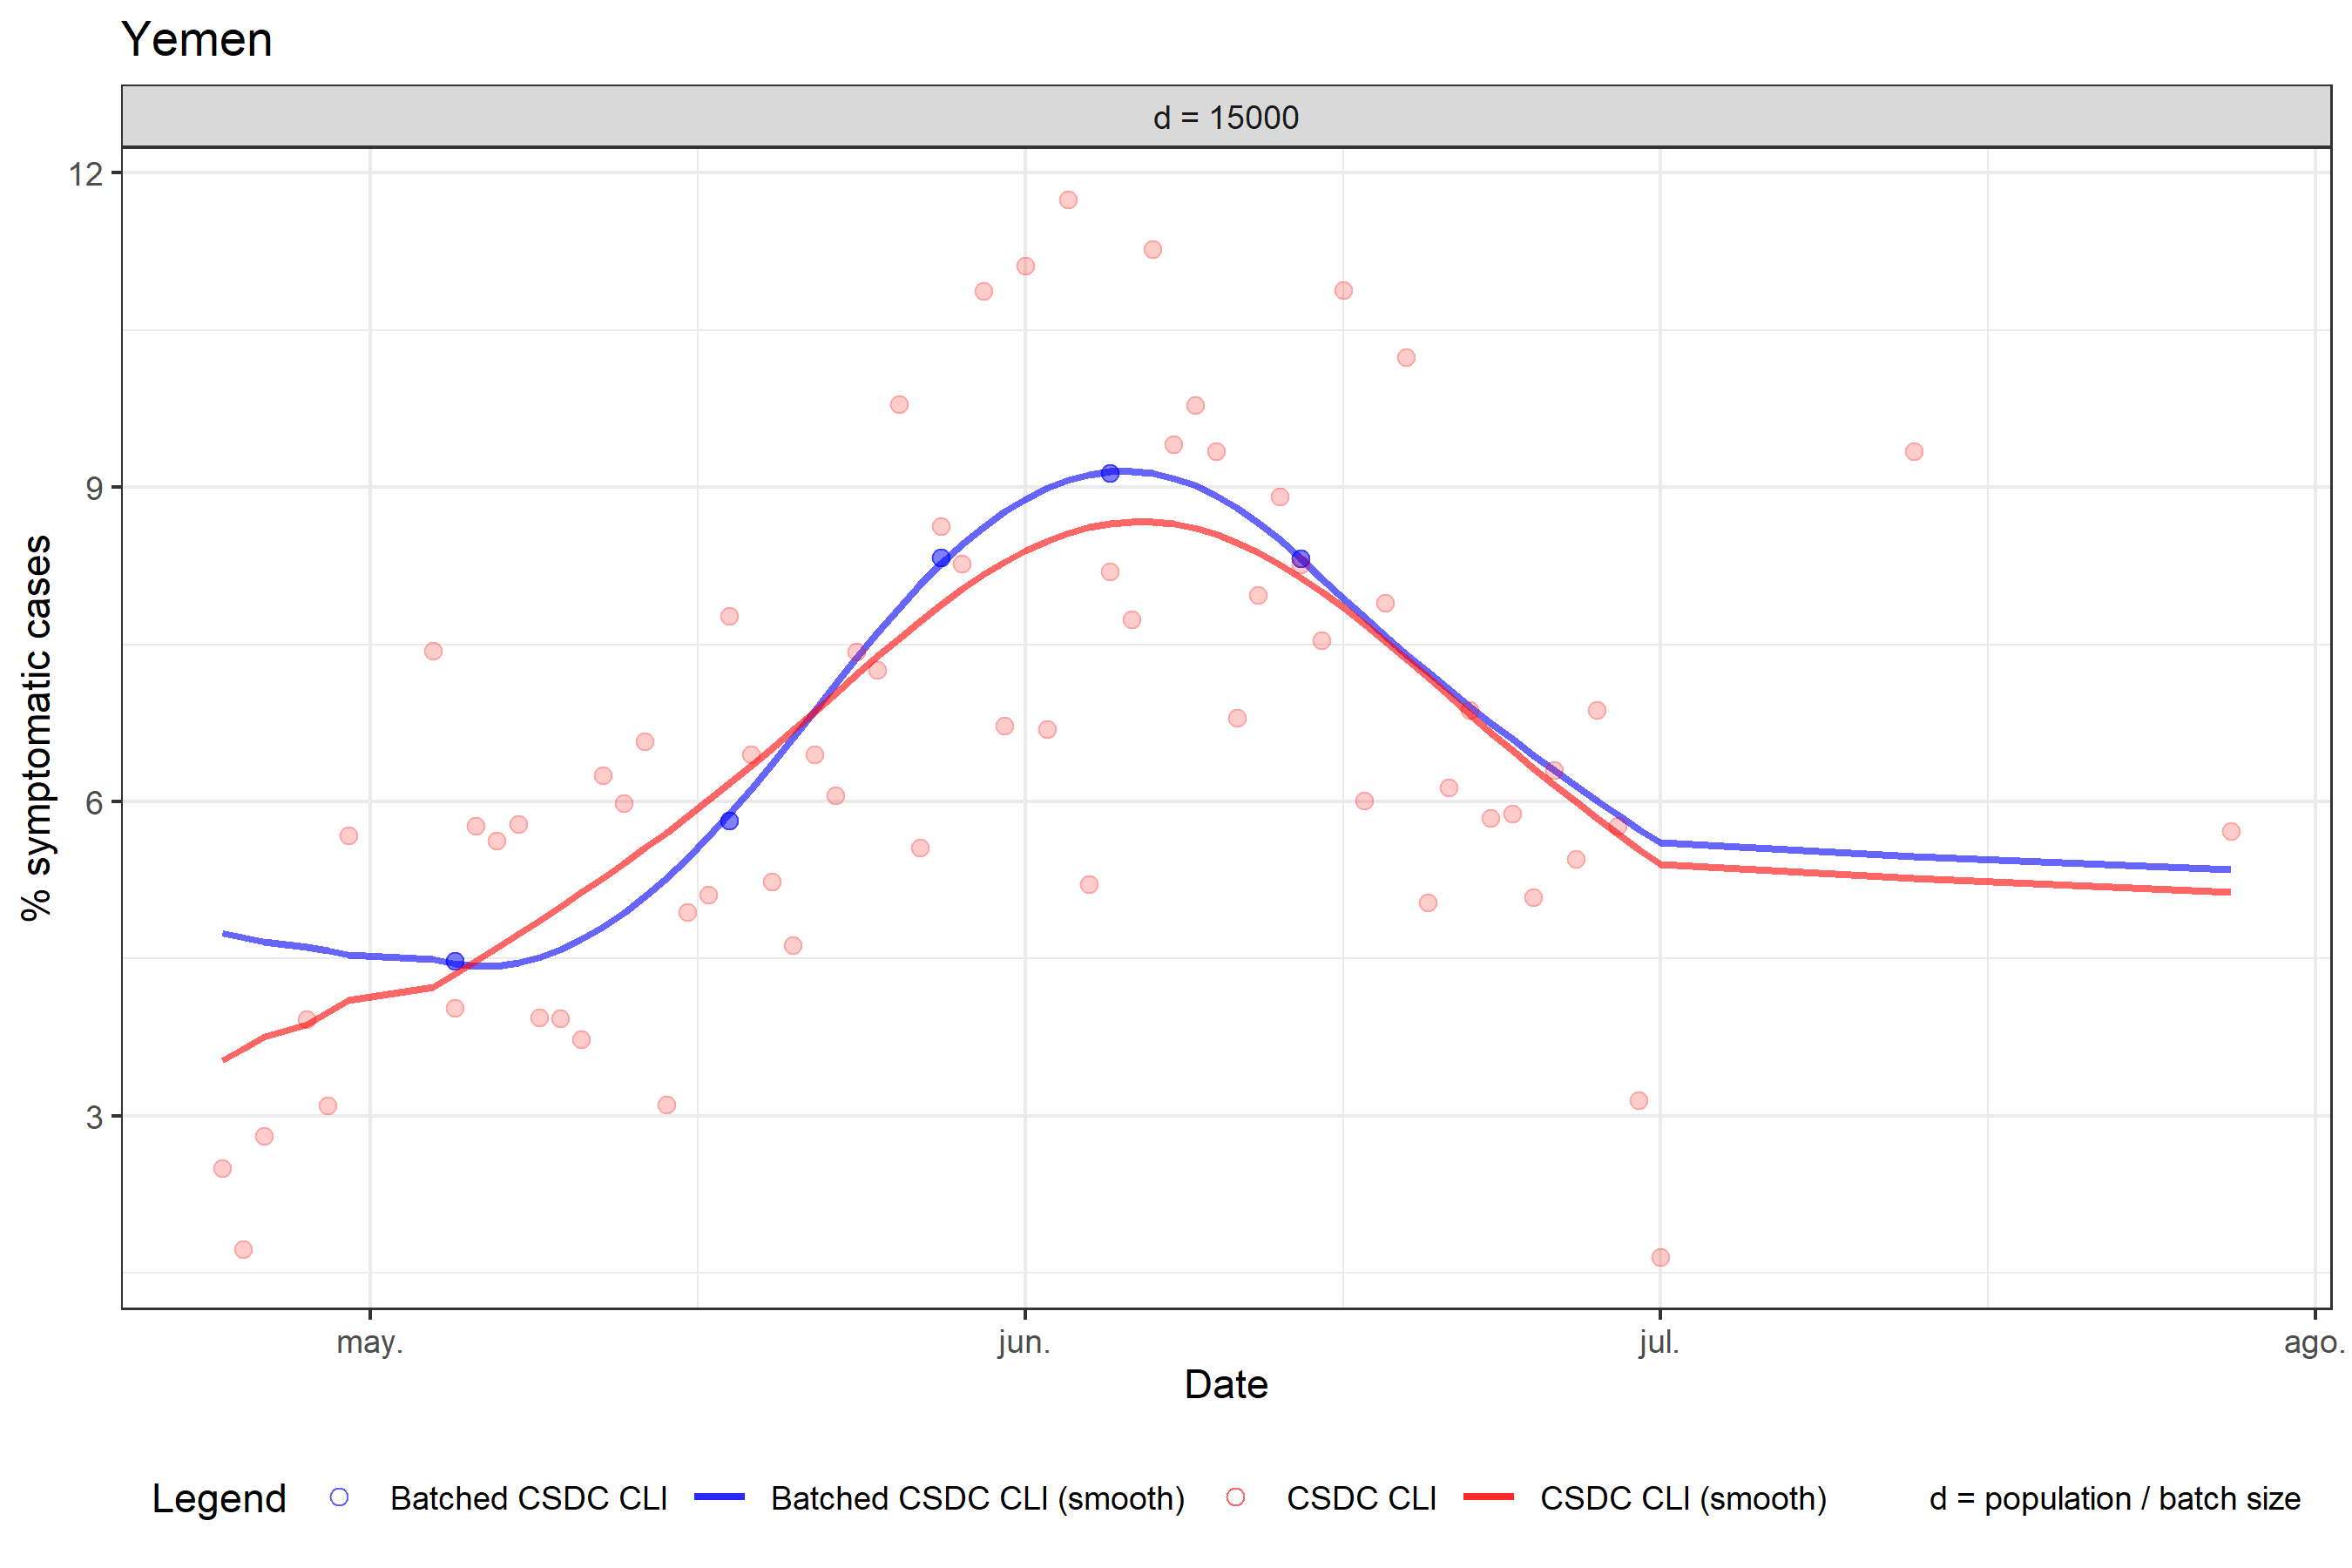 Yemen
d = 15000
12
9
6
3
% symptomatic cases
may.
jun.
jul.
ago.
Date
Legend
Batched CSDC CLI
Batched CSDC CLI (smooth)
CSDC CLI
CSDC CLI (smooth)
d = population / batch size